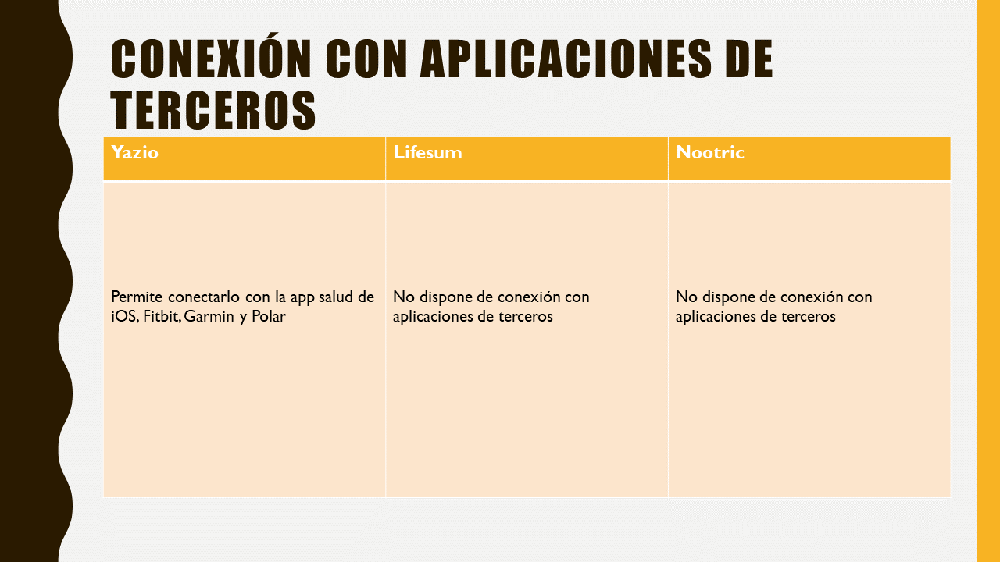 CONEXIÓN CON APLICACIONES DE
TERCEROS
Yazio
Lifesum
Nootric
Permite conectarlo con la app salud de
iOS, Fitbit, Garmin y Polar
No dispone de conexión con
aplicaciones de terceros
No dispone de conexión con
aplicaciones de terceros